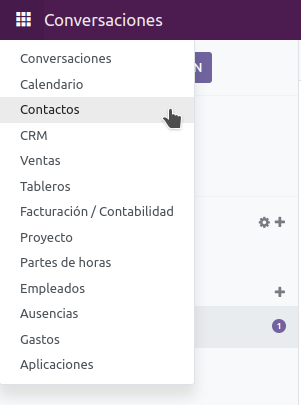 Conversaciones
Conversaciones
N
Calendario
Contactos
CRM
Ventas
Tableros
Facturación / Contabilidad
Proyecto
Partes de horas
Empleados
1
Ausencias
Gastos
Aplicaciones